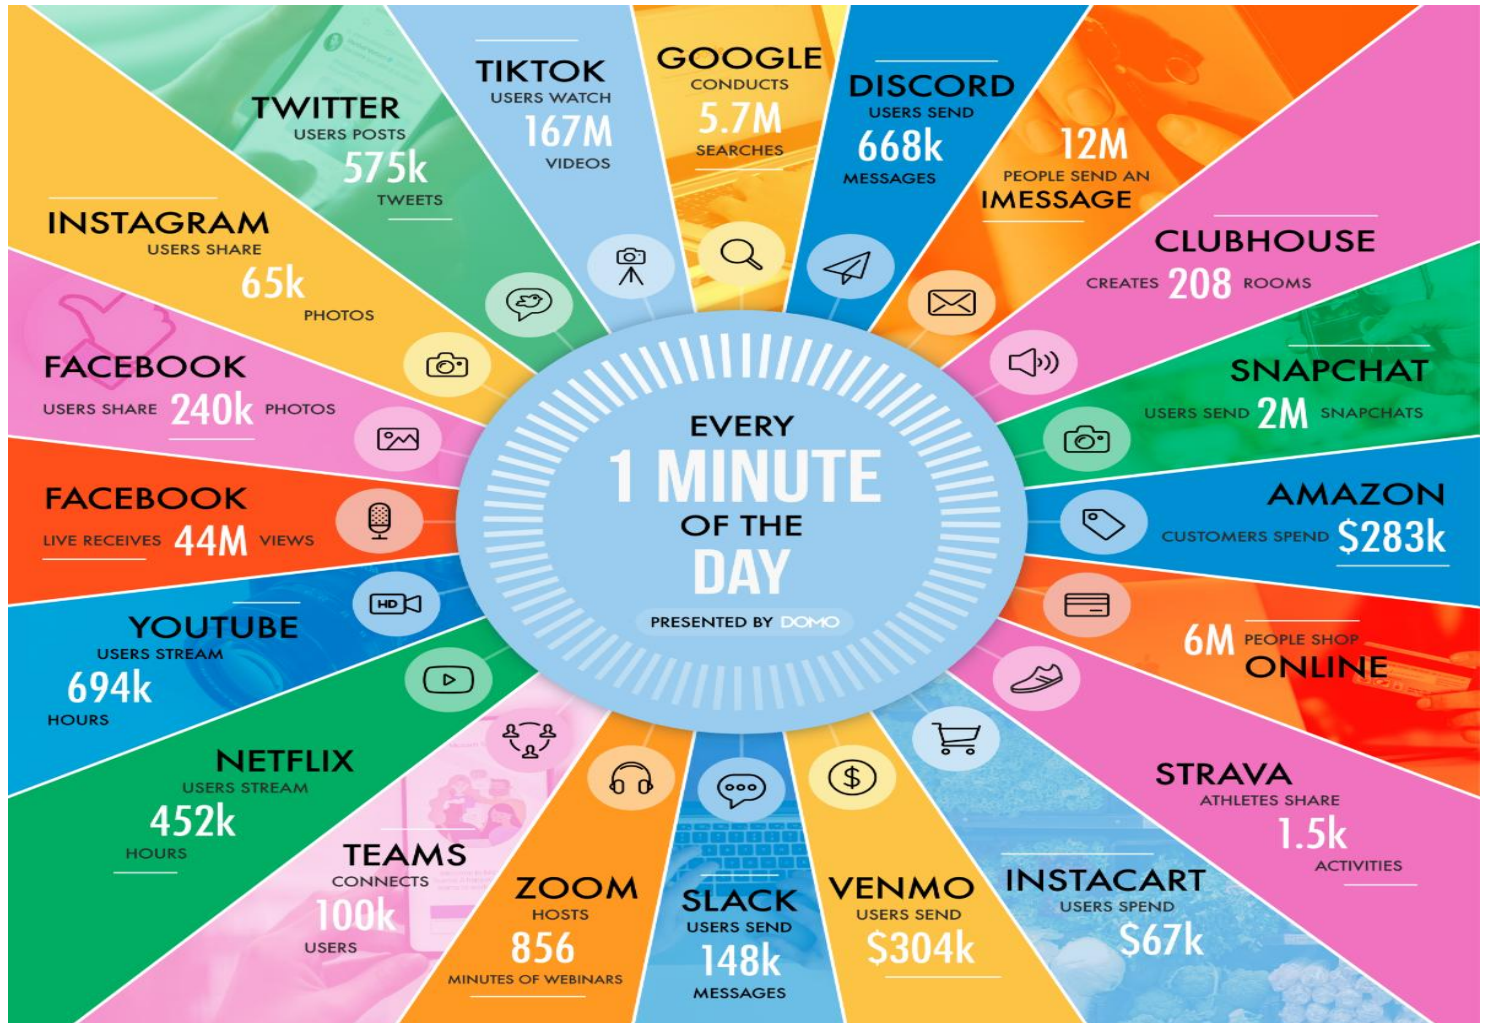 TIKTOK
USERS WATCH
167M
VIDEOS
GOOGLE
CONDUCTS
5.7M
SEARCHES
DISCORD
USERS SEND
668k
MESSAGES
12M
PEOPLE SEND AN
IMESSAGE
CLUBHOUSE
CREATES 208 ROOMS
SNAPCHAT
USERS SEND 2M SNAPCHATS
AMAZON
CUSTOMERS SPEND $283k
6M PEOPLE SHOP
ONLINE
STRAVA
ATHLETES SHARE
1.5k
ACTIVITIES
INSTACART
USERS SPEND
$67k
VENMO
USERS SEND
$304k
SLACK
USERS SEND
148k
MESSAGES
ZOOM
HOSTS
856
MINUTES OF WEBINARS
TEAMS
CONNECTS
100k
USERS
NETFLIX
USERS STREAM
452k
HOURS
YOUTUBE
USERS STREAM
694k
HOURS
HD
FACEBOOK
LIVE RECEIVES 44M VIEWS
FACEBOOK
USERS SHARE 240k PHOTOS
INSTAGRAM
USERS SHARE
65k
PHOTOS
TWITTER
USERS POSTS
575k
TWEETS
EVERY
1 MINUTE
OF THE
DAY
PRESENTED BY DOMO